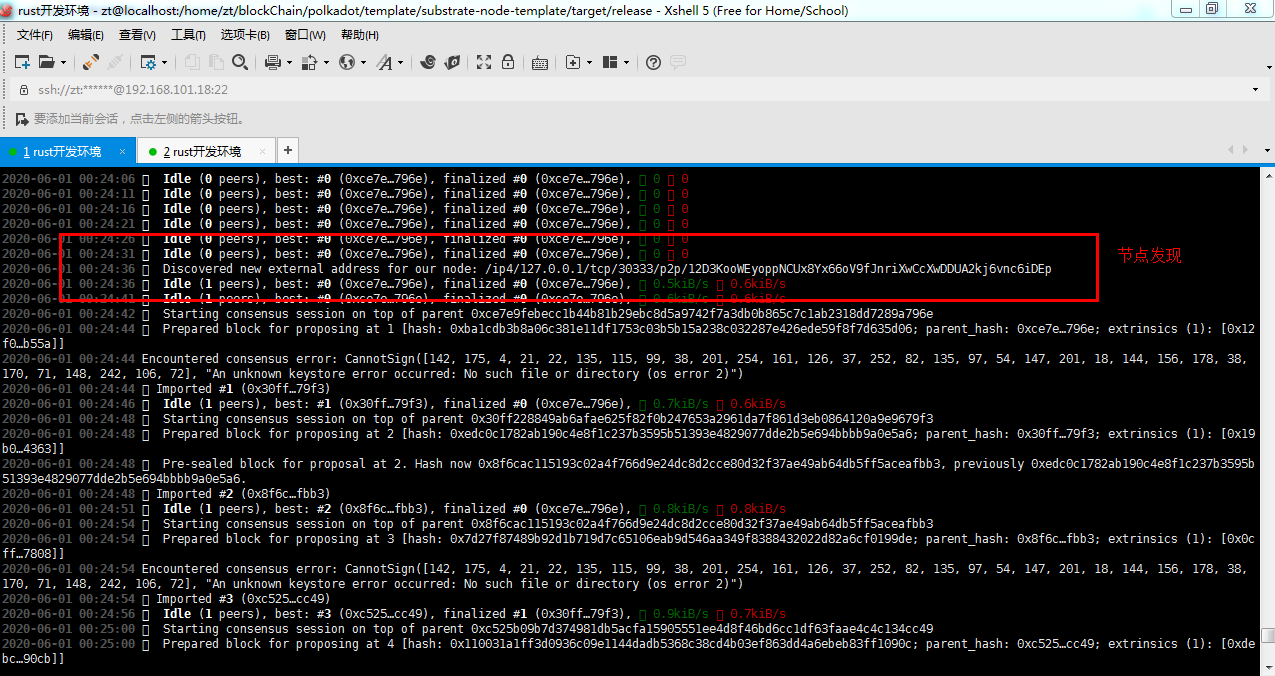 rust开发环境 - zt@localhost:/home/zt/blockChain/polkadot/template/substrate-node-template/target/release - Xshell 5 (Free for Home/School)
文件(F) 编辑(E) 查看(V) 工具(T) 选项卡(B) 窗口(W) 帮助(H)
ssh://zt:******@192.168.101.18:22
要添加当前会话，点击左侧的箭头按钮。
1 rust开发环境 × 2 rust开发环境 × +
2020-06-01 00:24:06 Idle (0 peers), best: #0 (0xce7e…796e), finalized #0 (0xce7e…796e), 0 0
2020-06-01 00:24:11 Idle (0 peers), best: #0 (0xce7e…796e), finalized #0 (0xce7e…796e), 0 0
2020-06-01 00:24:16 Idle (0 peers), best: #0 (0xce7e…796e), finalized #0 (0xce7e…796e), 0 0
2020-06-01 00:24:21 Idle (0 peers), best: #0 (0xce7e…796e), finalized #0 (0xce7e…796e), 0 0
2020-06-01 00:24:26 Idle (0 peers), best: #0 (0xce7e…796e), finalized #0 (0xce7e…796e), 0 0
2020-06-01 00:24:31 Idle (0 peers), best: #0 (0xce7e…796e), finalized #0 (0xce7e…796e), 0 0
节点发现
2020-06-01 00:24:36 Discovered new external address for our node: /ip4/127.0.0.1/tcp/30333/p2p/12D3KooWEyoppNCUx8Yx66oV9fJnriXwCcXwDDUA2kj6vnc6iDEp
2020-06-01 00:24:36 Idle (1 peers), best: #0 (0xce7e…796e), finalized #0 (0xce7e…796e), 0.5kiB/s 0.6kiB/s
2020-06-01 00:24:41 Idle (1 peers), best: #0 (0xce7e…796e), finalized #0 (0xce7e…796e), 0.6kiB/s 0.6kiB/s
2020-06-01 00:24:42 Starting consensus session on top of parent 0xce7e9febecc1b44b81b29ebc8d5a9742f7a3db0b865c7c1ab2318dd7289a796e
2020-06-01 00:24:44 Prepared block for proposing at 1 [hash: 0xba1cdb3b8a06c381e11df1753c03b5b15a238c032287e426ede59f8f7d635d06; parent_hash: 0xce7e…796e; extrinsics (1): [0x12
f0…b55a]]
2020-06-01 00:24:44 Encountered consensus error: CannotSign([142, 175, 4, 21, 22, 135, 115, 99, 38, 201, 254, 161, 126, 37, 252, 82, 135, 97, 54, 147, 201, 18, 144, 156, 178, 38,
170, 71, 148, 242, 106, 72], "An unknown keystore error occurred: No such file or directory (os error 2)")
2020-06-01 00:24:44 Imported #1 (0x30ff…79f3)
2020-06-01 00:24:46 Idle (1 peers), best: #1 (0x30ff…79f3), finalized #0 (0xce7e…796e), 0.7kiB/s 0.6kiB/s
2020-06-01 00:24:48 Starting consensus session on top of parent 0x30ff228849ab6afae625f82f0b247653a2961da7f861d3eb0864120a9e9679f3
2020-06-01 00:24:48 Prepared block for proposing at 2 [hash: 0xedc0c1782ab190c4e8f1c237b3595b51393e4829077dde2b5e694bbbb9a0e5a6; parent_hash: 0x30ff…79f3; extrinsics (1): [0x19
b0…4363]]
2020-06-01 00:24:48 Pre-sealed block for proposal at 2. Hash now 0x8f6cac115193c02a4f766d9e24dc8d2cce80d32f37ae49ab64db5ff5aceafbb3, previously 0xedc0c1782ab190c4e8f1c237b3595b
51393e4829077dde2b5e694bbbb9a0e5a6.
2020-06-01 00:24:48 Imported #2 (0x8f6c…fbb3)
2020-06-01 00:24:51 Idle (1 peers), best: #2 (0x8f6c…fbb3), finalized #0 (0xce7e…796e), 0.8kiB/s 0.8kiB/s
2020-06-01 00:24:54 Starting consensus session on top of parent 0x8f6cac115193c02a4f766d9e24dc8d2cce80d32f37ae49ab64db5ff5aceafbb3
2020-06-01 00:24:54 Prepared block for proposing at 3 [hash: 0x7d27f87489b92d1b719d7c65106eab9d546aa349f8388432022d82a6cf0199de; parent_hash: 0x8f6c…fbb3; extrinsics (1): [0x0c
ff…7808]]
2020-06-01 00:24:54 Encountered consensus error: CannotSign([142, 175, 4, 21, 22, 135, 115, 99, 38, 201, 254, 161, 126, 37, 252, 82, 135, 97, 54, 147, 201, 18, 144, 156, 178, 38,
170, 71, 148, 242, 106, 72], "An unknown keystore error occurred: No such file or directory (os error 2)")
2020-06-01 00:24:54 Imported #3 (0xc525…cc49)
2020-06-01 00:24:56 Idle (1 peers), best: #3 (0xc525…cc49), finalized #1 (0x30ff…79f3), 0.9kiB/s 0.7kiB/s
2020-06-01 00:25:00 Starting consensus session on top of parent 0xc525b09b7d374981db5acfa15905551ee4d8f46bd6cc1df63faae4c4c134cc49
2020-06-01 00:25:00 Prepared block for proposing at 4 [hash: 0x110031a1ff3d0936c09e1144dadb5368c38cd4b03ef863dd4a6ebeb83ff1090c; parent_hash: 0xc525…cc49; extrinsics (1): [0xde
bc…90cb]]